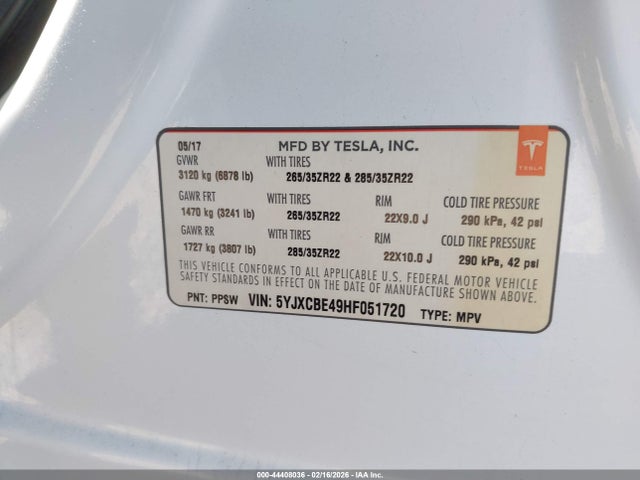 05/17 MFD BY TESLA, INC.
GVWR WITH TIRES
3120 kg (6878 lb) 265/35ZR22 & 285/35ZR22
TESLA
GAWR FRT WITH TIRES RIM COLD TIRE PRESSURE
1470 kg (3241 lb) 265/35ZR22 22X9.0 J 290 kPa, 42 psi
GAWR RR WITH TIRES RIM COLD TIRE PRESSURE
1727 kg (3807 lb) 285/35ZR22 22X10.0 J 290 kPa, 42 psi
THIS VEHICLE CONFORMS TO ALL APPLICABLE U.S. FEDERAL MOTOR VEHICLE
SAFETY STANDARDS IN EFFECT ON THE DATE OF MANUFACTURE SHOWN ABOVE.
PNT: PPSW VIN: 5YJXCBE49HF051720 TYPE: MPV
000-44408036 - 02/16/2026 - IAA Inc.